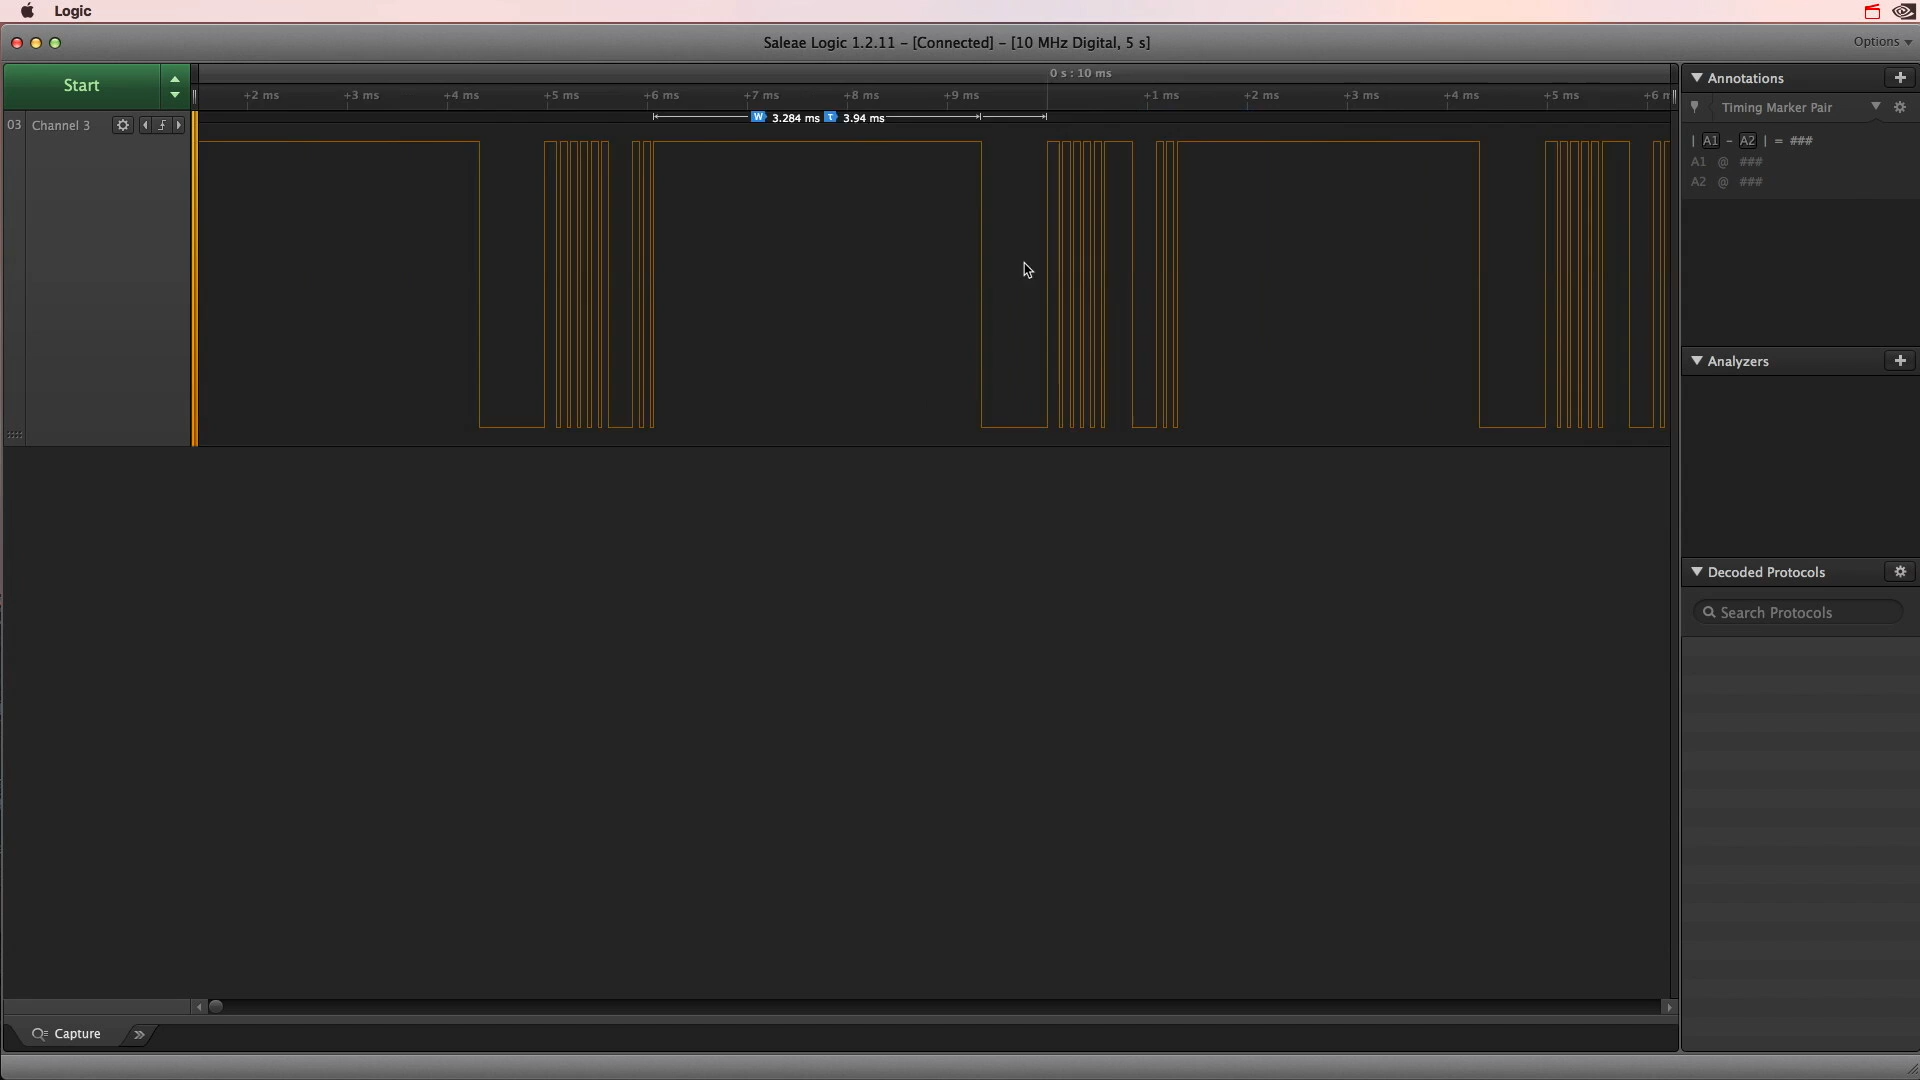 Logic
Saleae Logic 1.2.11 – [Connected] – [10 MHz Digital, 5 s]
Options
Start
0 s : 10 ms
+2 ms +3 ms +4 ms +5 ms +6 ms +7 ms +8 ms +9 ms +1 ms +2 ms +3 ms +4 ms +5 ms +6 m
W 3.284 ms T 3.94 ms
03 Channel 3
Annotations
Timing Marker Pair
| A1 – A2 | = ###
A1 @ ###
A2 @ ###
Analyzers
Decoded Protocols
Search Protocols
Capture